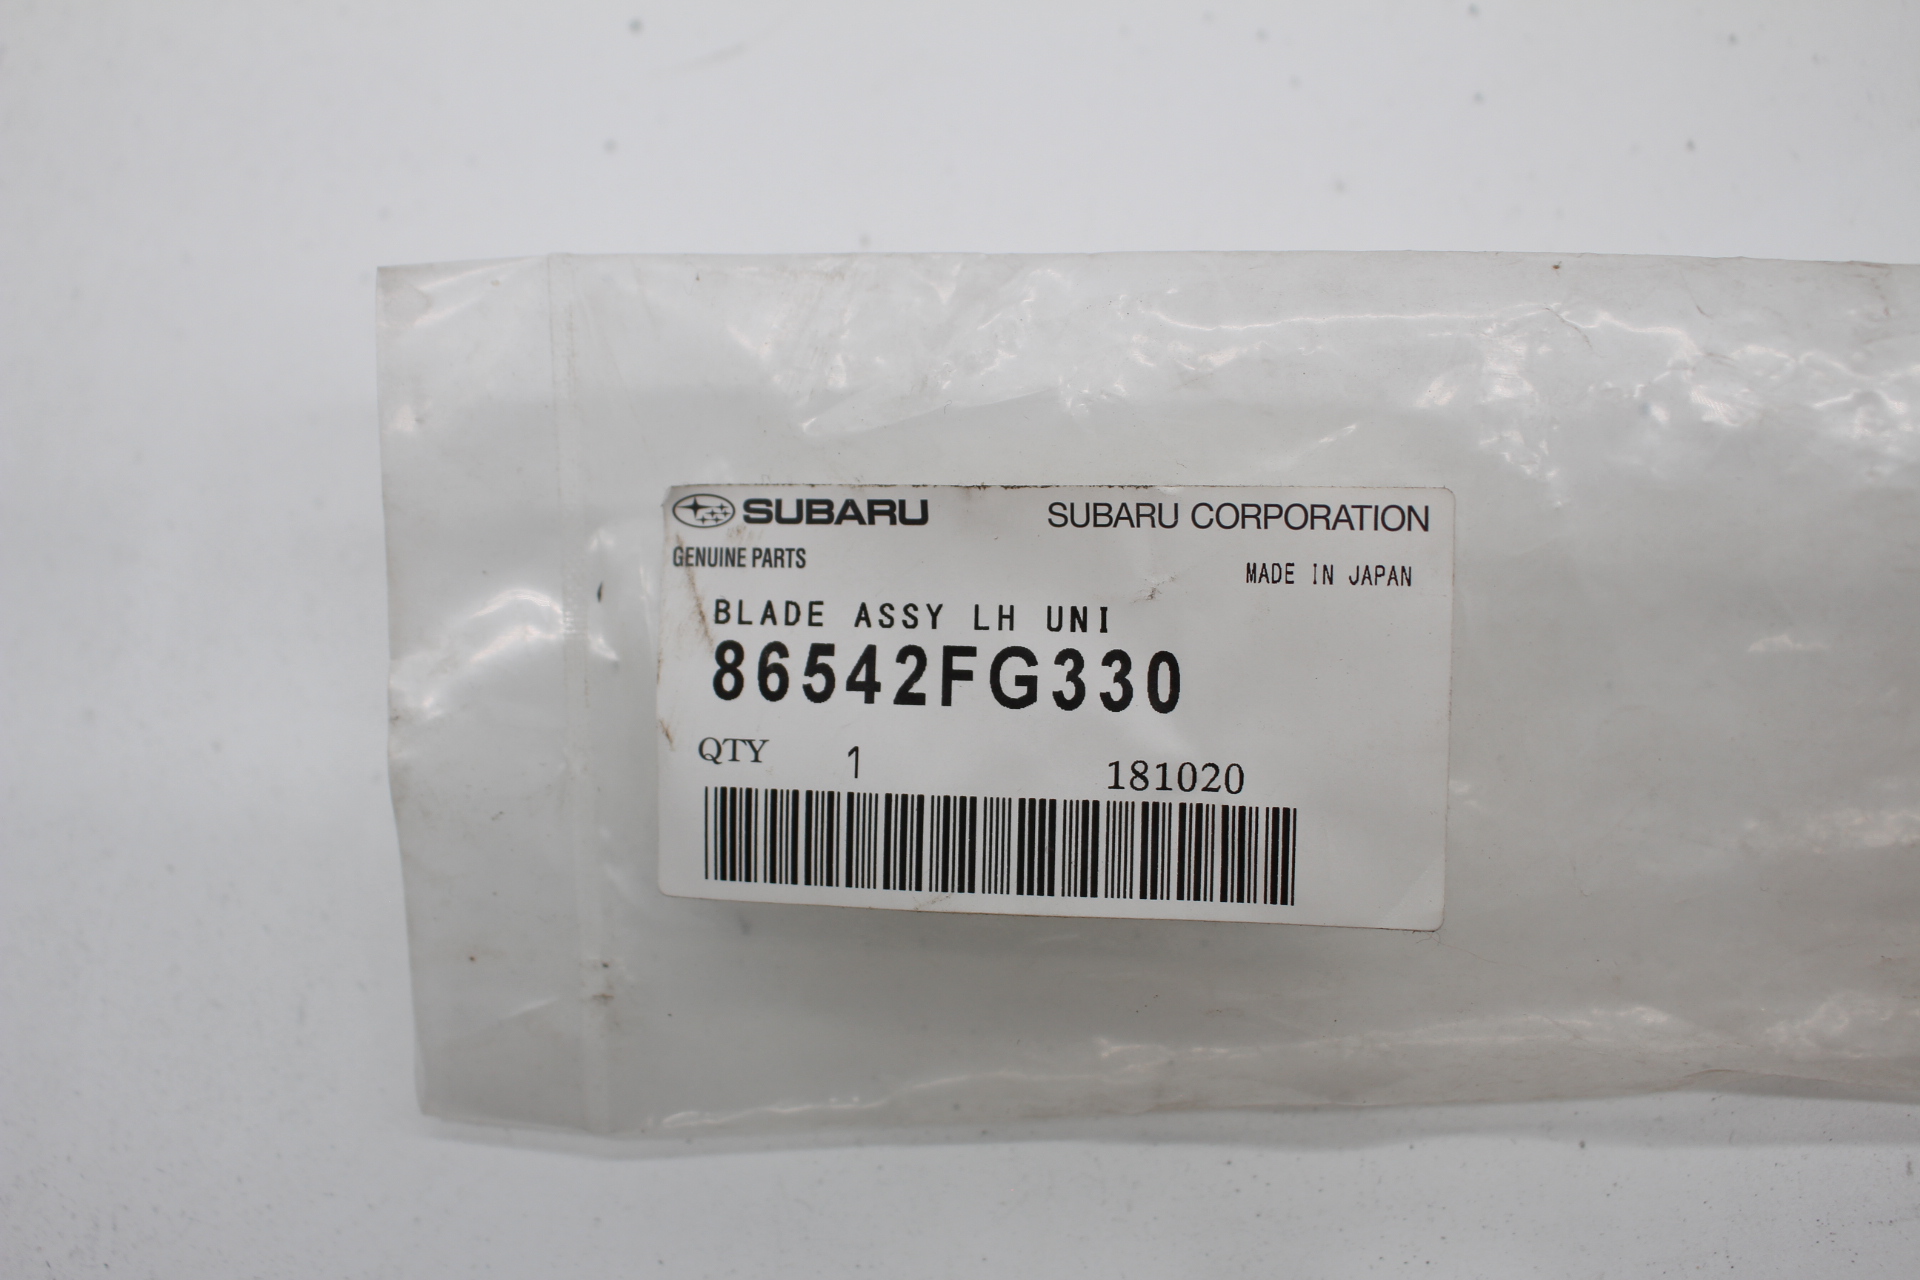 SUBARU SUBARU CORPORATION
GENUINE PARTS MADE IN JAPAN
BLADE ASSY LH UNI
86542FG330
QTY 1 181020